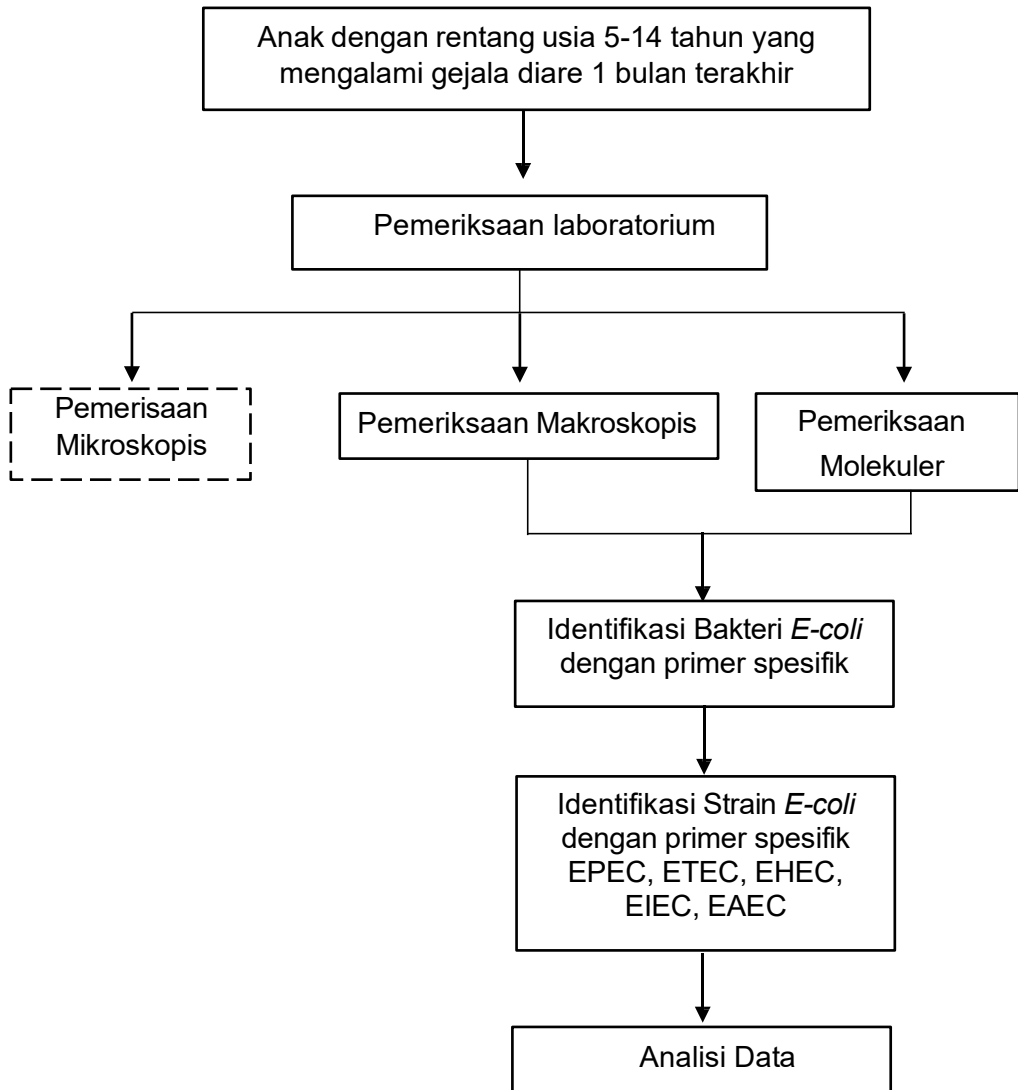 Anak dengan rentang usia 5-14 tahun yang
mengalami gejala diare 1 bulan terakhir
Pemeriksaan laboratorium
Pemerisaan
Mikroskopis
Pemeriksaan Makroskopis
Pemeriksaan
Molekuler
Identifikasi Bakteri E-coli
dengan primer spesifik
Identifikasi Strain E-coli
dengan primer spesifik
EPEC, ETEC, EHEC,
EIEC, EAEC
Analisi Data